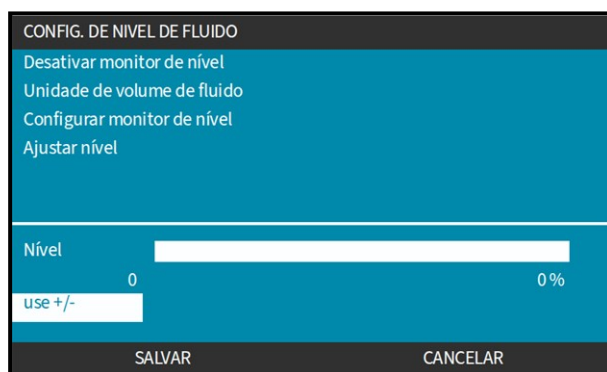 CONFIG. DE NIVEL DE FLUIDO
Desativar monitor de nível
Unidade de volume de fluido
Configurar monitor de nível
Ajustar nível
Nível
0 0 %
use +/-
SALVAR CANCELAR